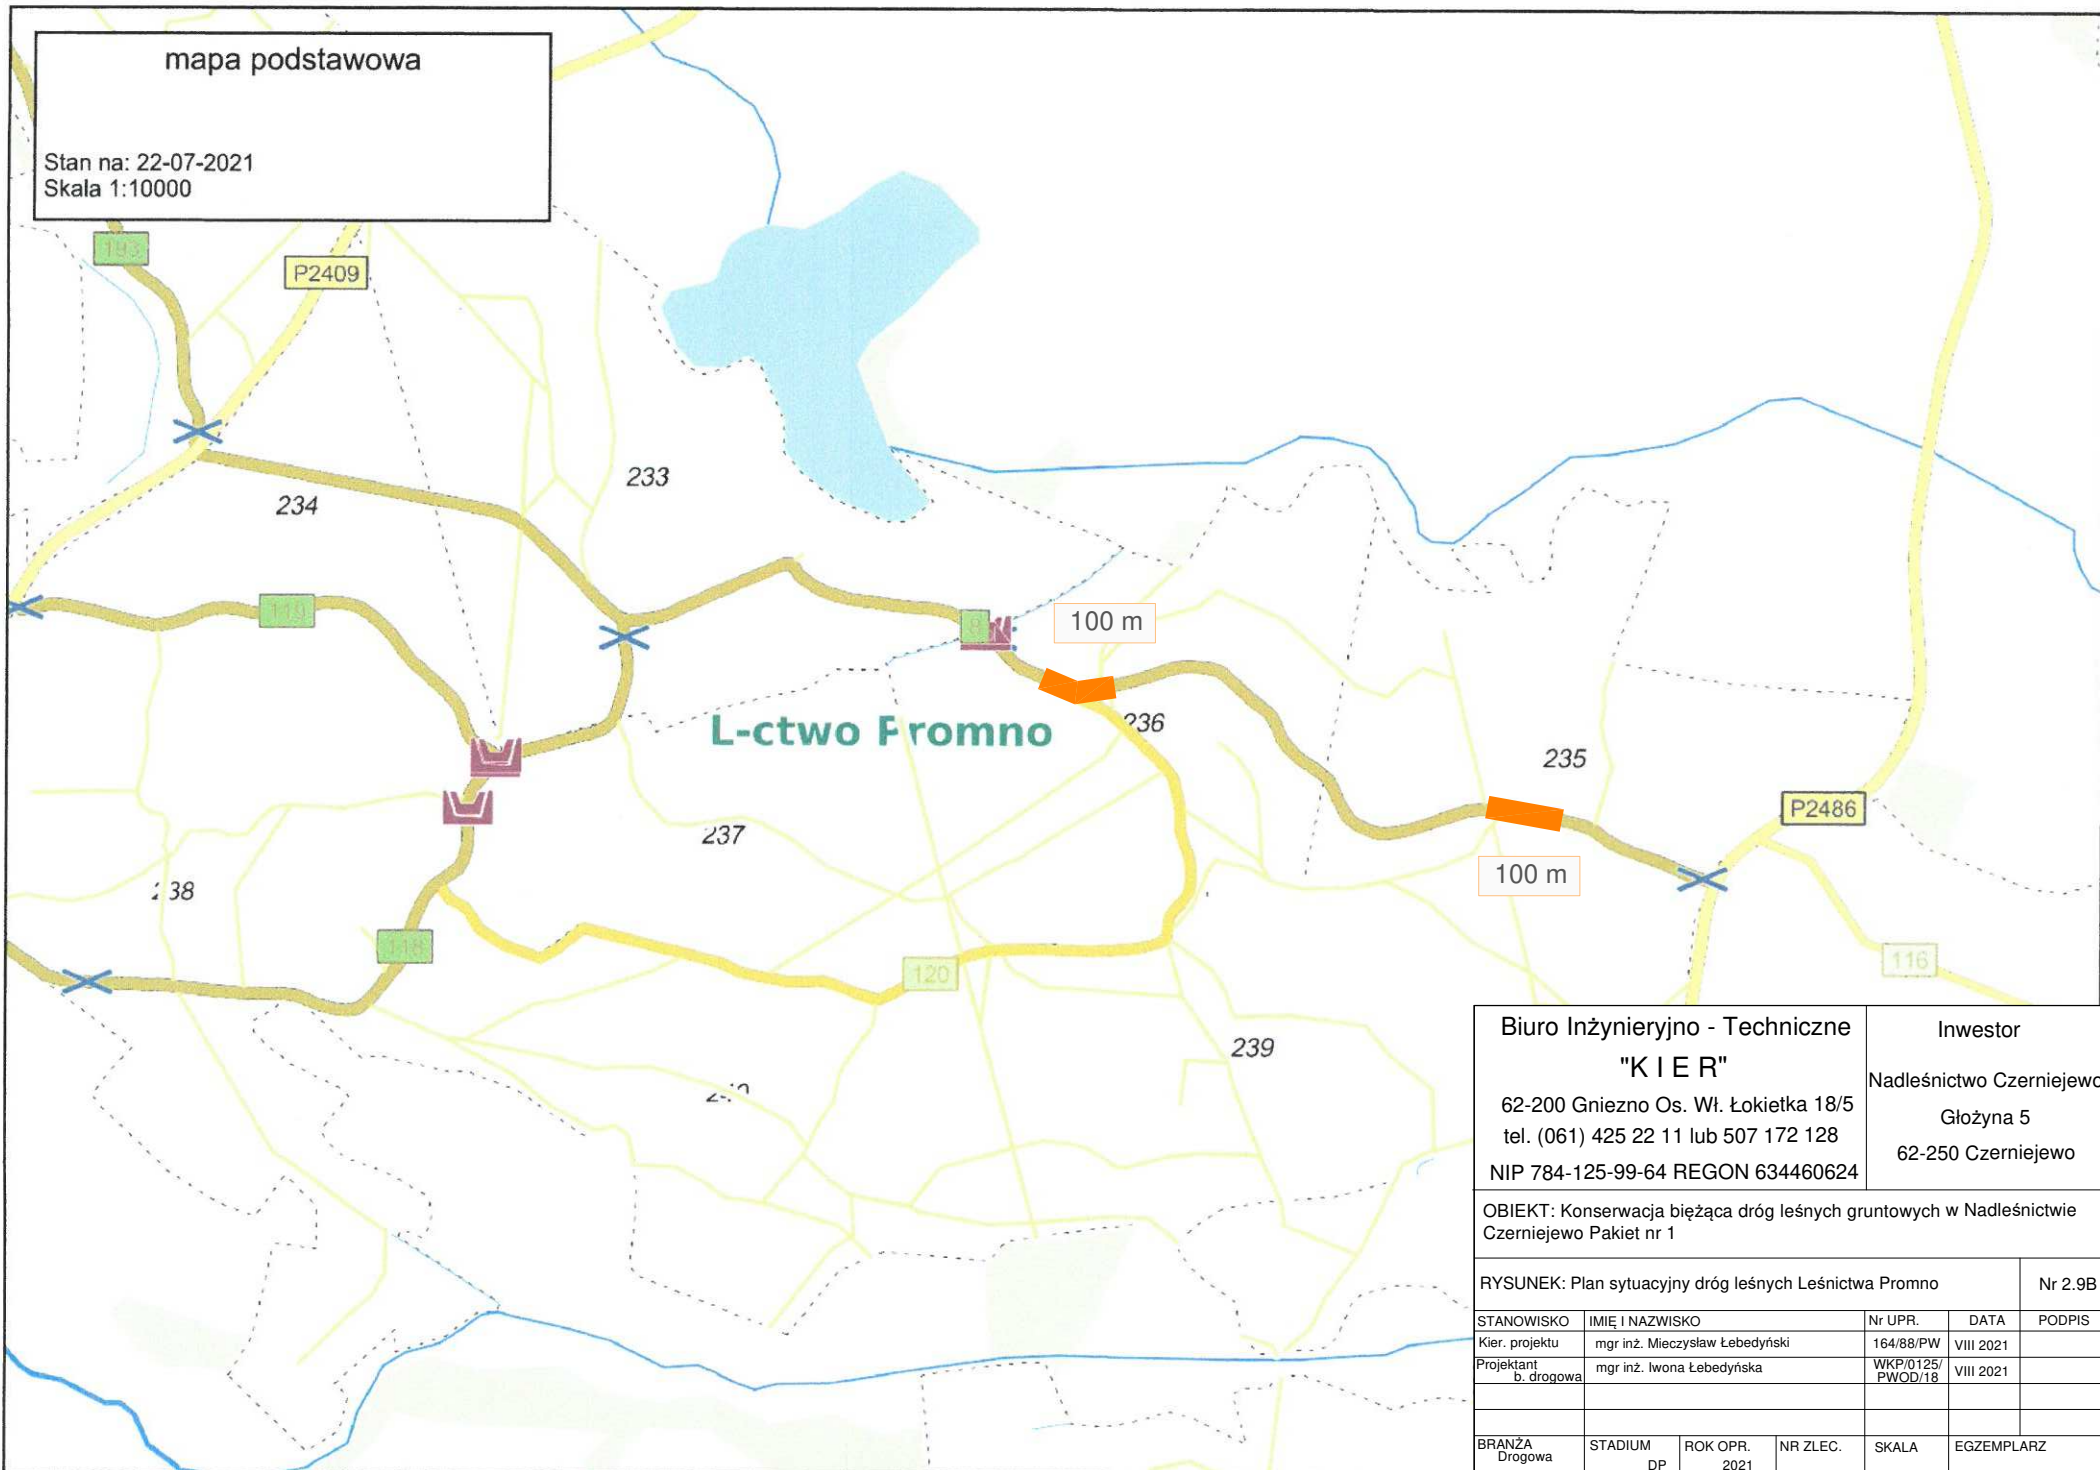 mapa podstawowa
Stan na: 22-07-2021
Skala 1:10000
193
P2409
233
234
119
8
100 m
236
L-ctwo Promno
235
P2486
237
100 m
238
118
120
116
239
Biuro Inżynieryjno - Techniczne
"K I E R"
62-200 Gniezno Os. Wł. Łokietka 18/5
tel. (061) 425 22 11 lub 507 172 128
NIP 784-125-99-64 REGON 634460624
Inwestor
Nadleśnictwo Czerniejewo
Głożyna 5
62-250 Czerniejewo
OBIEKT: Konserwacja bieżąca dróg leśnych gruntowych w Nadleśnictwie
Czerniejewo Pakiet nr 1
RYSUNEK: Plan sytuacyjny dróg leśnych Leśnictwa Promno
Nr 2.9B
STANOWISKO IMIĘ I NAZWISKO Nr UPR. DATA PODPIS
Kier. projektu mgr inż. Mieczysław Łebedyński 164/88/PW VIII 2021
Projektant b. drogowa mgr inż. Iwona Łebedyńska WKP/0125/ PWOD/18 VIII 2021
BRANŻA STADIUM ROK OPR. NR ZLEC. SKALA EGZEMPLARZ
Drogowa DP 2021